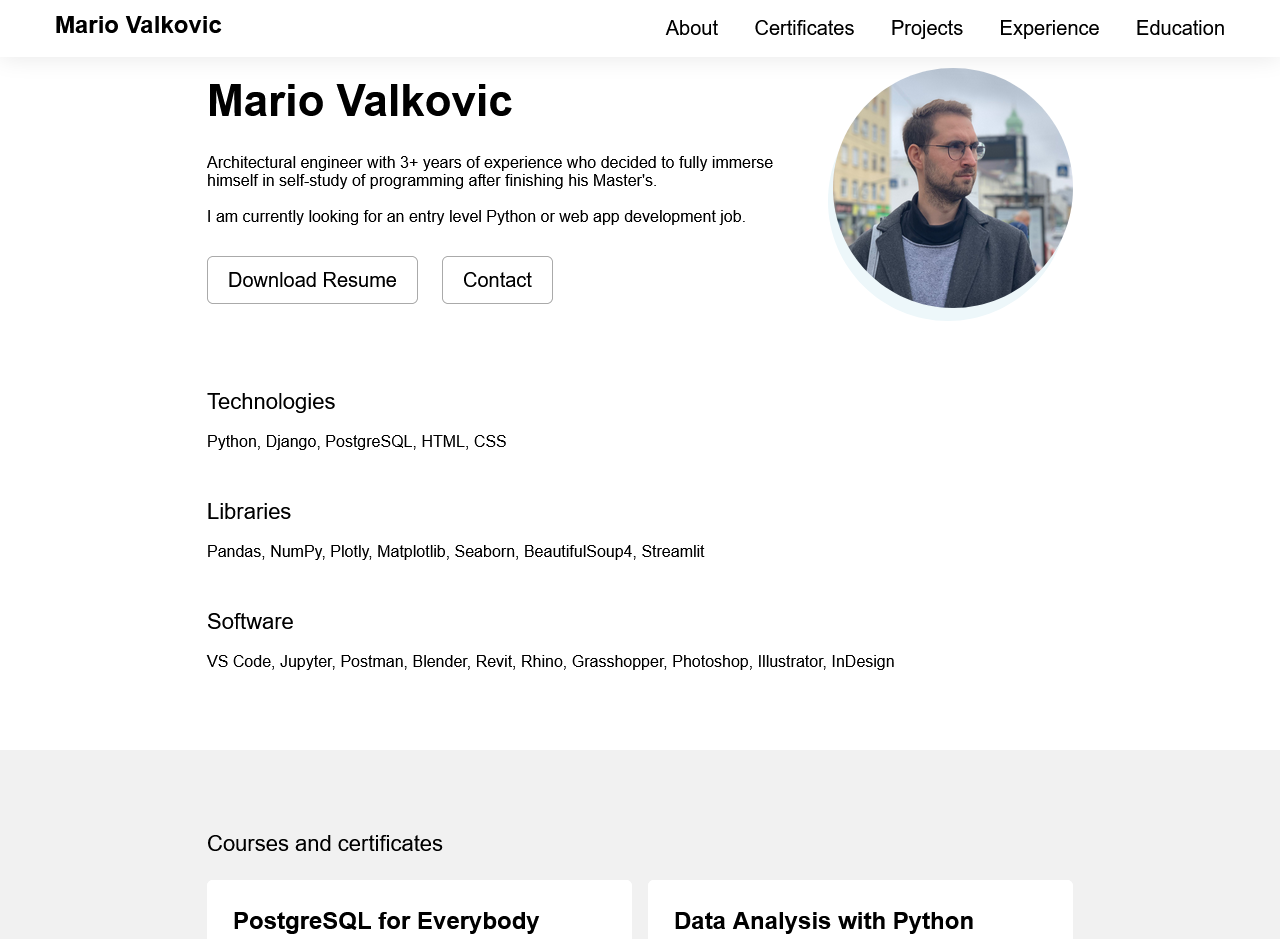 Mario Valkovic
About
Certificates
Projects
Experience
Education
Mario Valkovic
Architectural engineer with 3+ years of experience who decided to fully immerse
himself in self-study of programming after finishing his Master's.
I am currently looking for an entry level Python or web app development job.
Download Resume
Contact
Technologies
Python, Django, PostgreSQL, HTML, CSS
Libraries
Pandas, NumPy, Plotly, Matplotlib, Seaborn, BeautifulSoup4, Streamlit
Software
VS Code, Jupyter, Postman, Blender, Revit, Rhino, Grasshopper, Photoshop, Illustrator, InDesign
Courses and certificates
PostgreSQL for Everybody
Data Analysis with Python